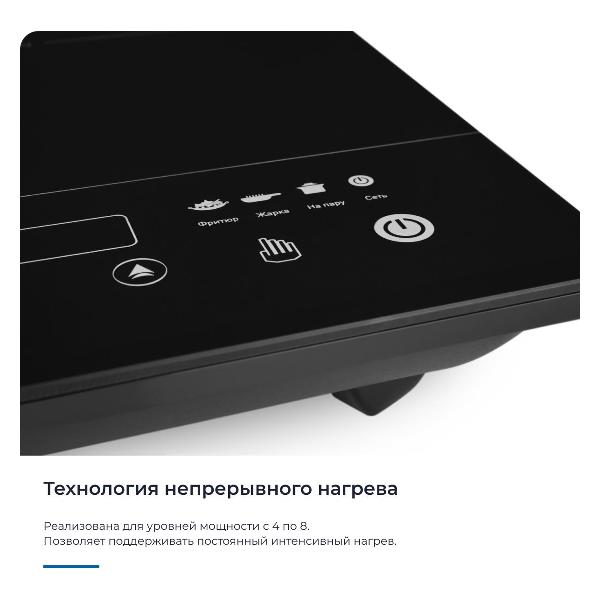 Фритюр
Жарка
На пару
Сеть
Технология непрерывного нагрева
Реализована для уровней мощности с 4 по 8.
Позволяет поддерживать постоянный интенсивный нагрев.